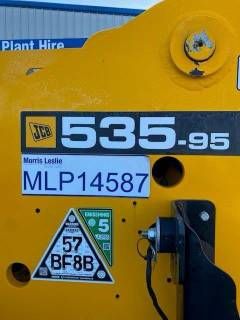 Plant Hire
JCB 535-95
Morris Leslie
MLP14587
5
57
BF8B